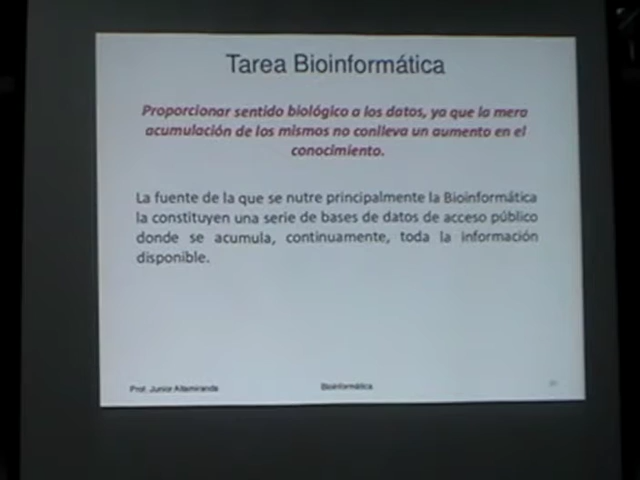 Tarea Bioinformática
Proporcionar sentido biológico a los datos, ya que la mera
acumulación de los mismos no conlleva un aumento en el
conocimiento.
La fuente de la que se nutre principalmente la Bioinformática
la constituyen una serie de bases de datos de acceso público
donde se acumula, continuamente, toda la información
disponible.
Prof. Junior Altamiranda
Bioinformática